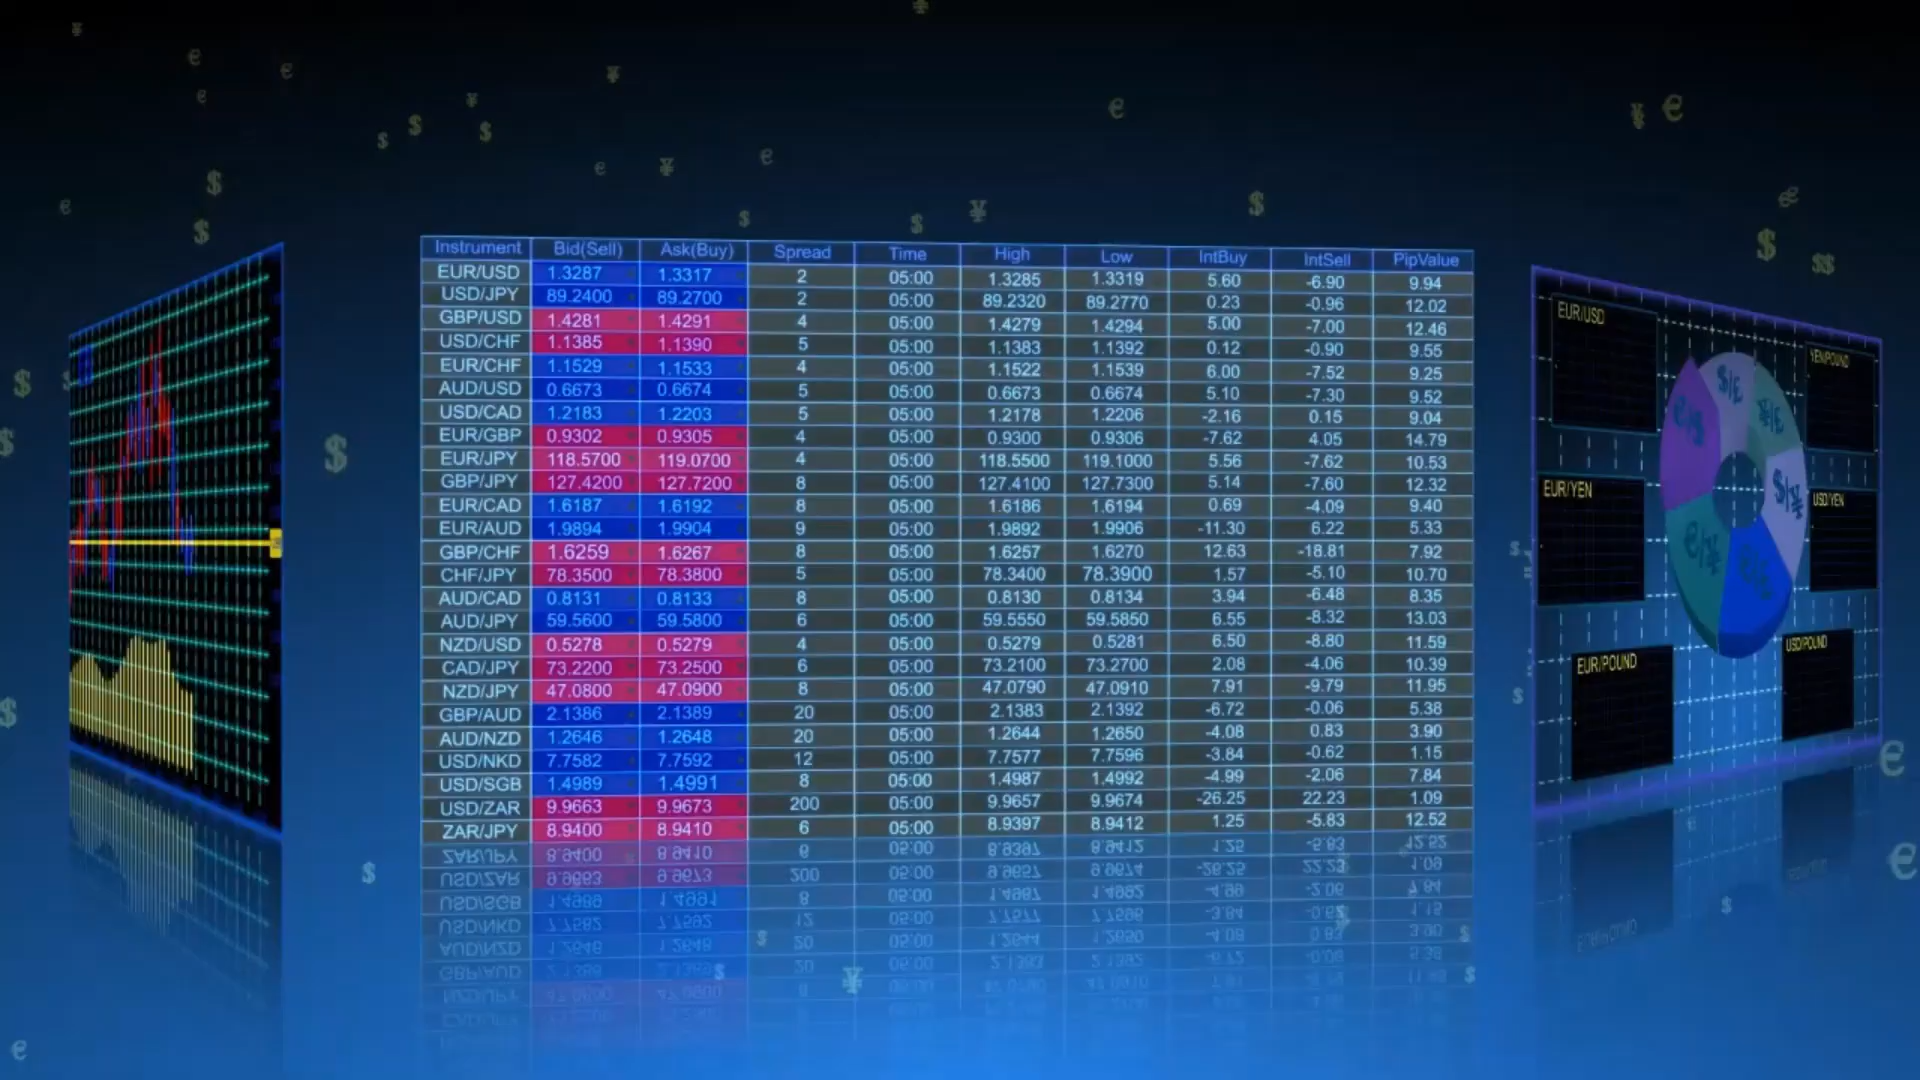 Instrument Bid(Sell) Ask(Buy) Spread Time High Low IntBuy IntSell PipValue
EUR/USD 1.3287 1.3317 2 05:00 1.3285 1.3319 5.60 -6.90 9.94
USD/JPY 89.2400 89.2700 2 05:00 89.2320 89.2770 0.23 -0.96 12.02
GBP/USD 1.4281 1.4291 4 05:00 1.4279 1.4294 5.00 -7.00 12.46
USD/CHF 1.1385 1.1390 5 05:00 1.1383 1.1392 0.12 -0.90 9.55
EUR/CHF 1.1529 1.1533 4 05:00 1.1522 1.1539 6.00 -7.52 9.25
AUD/USD 0.6673 0.6674 5 05:00 0.6673 0.6674 5.10 -7.30 9.52
USD/CAD 1.2183 1.2203 5 05:00 1.2178 1.2206 -2.16 0.15 9.04
EUR/GBP 0.9302 0.9305 4 05:00 0.9300 0.9306 -7.62 4.05 14.79
EUR/JPY 118.5700 119.0700 4 05:00 118.5500 119.1000 5.56 -7.62 10.53
GBP/JPY 127.4200 127.7200 8 05:00 127.4100 127.7300 5.14 -7.60 12.32
EUR/CAD 1.6187 1.6192 8 05:00 1.6186 1.6194 0.69 -4.09 9.40
EUR/AUD 1.9894 1.9904 9 05:00 1.9892 1.9906 -11.30 6.22 5.33
GBP/CHF 1.6259 1.6267 8 05:00 1.6257 1.6270 12.63 -18.81 7.92
CHF/JPY 78.3500 78.3800 5 05:00 78.3400 78.3900 1.57 -5.10 10.70
AUD/CAD 0.8131 0.8133 8 05:00 0.8130 0.8134 3.94 -6.48 8.35
AUD/JPY 59.5600 59.5800 6 05:00 59.5550 59.5850 6.55 -8.32 13.03
NZD/USD 0.5278 0.5279 4 05:00 0.5279 0.5281 6.50 -8.80 11.59
CAD/JPY 73.2200 73.2500 6 05:00 73.2100 73.2700 2.08 -4.06 10.39
NZD/JPY 47.0800 47.0900 8 05:00 47.0790 47.0910 7.91 -9.79 11.95
GBP/AUD 2.1386 2.1389 20 05:00 2.1383 2.1392 -6.72 -0.06 5.38
AUD/NZD 1.2646 1.2648 20 05:00 1.2644 1.2650 -4.08 0.83 3.90
USD/NKD 7.7582 7.7592 12 05:00 7.7577 7.7596 -3.84 -0.62 1.15
USD/SGB 1.4989 1.4991 8 05:00 1.4987 1.4992 -4.99 -2.06 7.84
USD/ZAR 9.9663 9.9673 200 05:00 9.9657 9.9674 -26.25 22.23 1.09
ZAR/JPY 8.9400 8.9410 6 05:00 8.9397 8.9412 1.25 -5.83 12.52
EUR/USD
YEN/POUND
EUR/YEN
USD/YEN
EUR/POUND
USD/POUND
$/£
¥/£
$/¥
€/¥
€/$